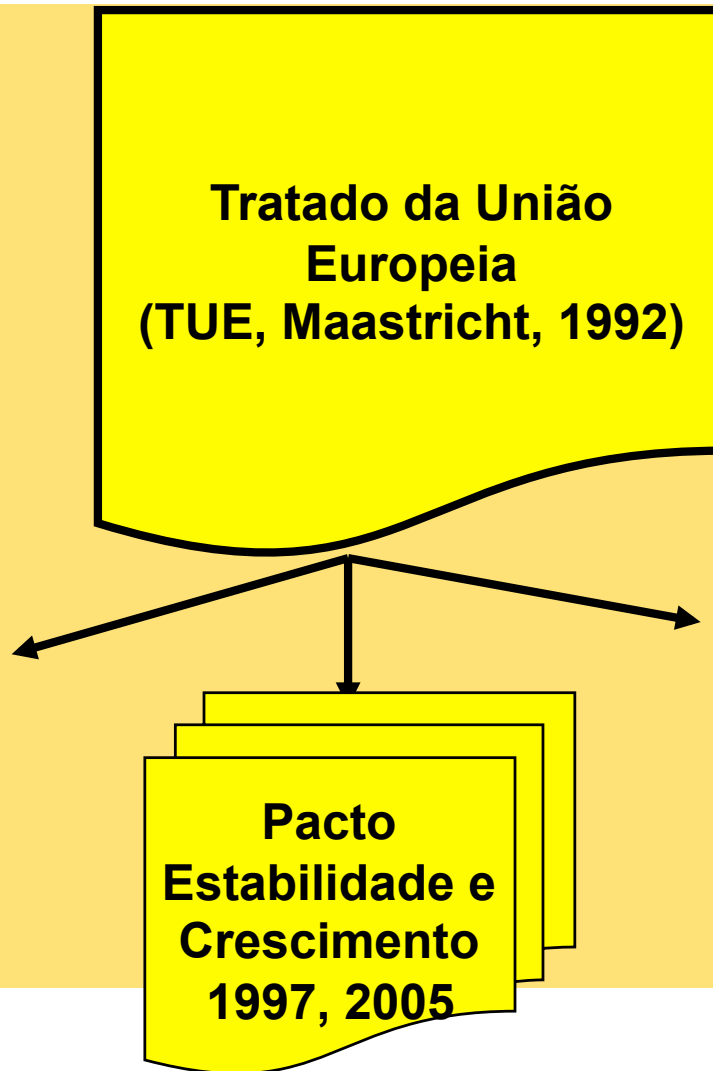 Tratado da União
Europeia
(TUE, Maastricht, 1992)
Pacto
Estabilidade e
Crescimento
1997, 2005